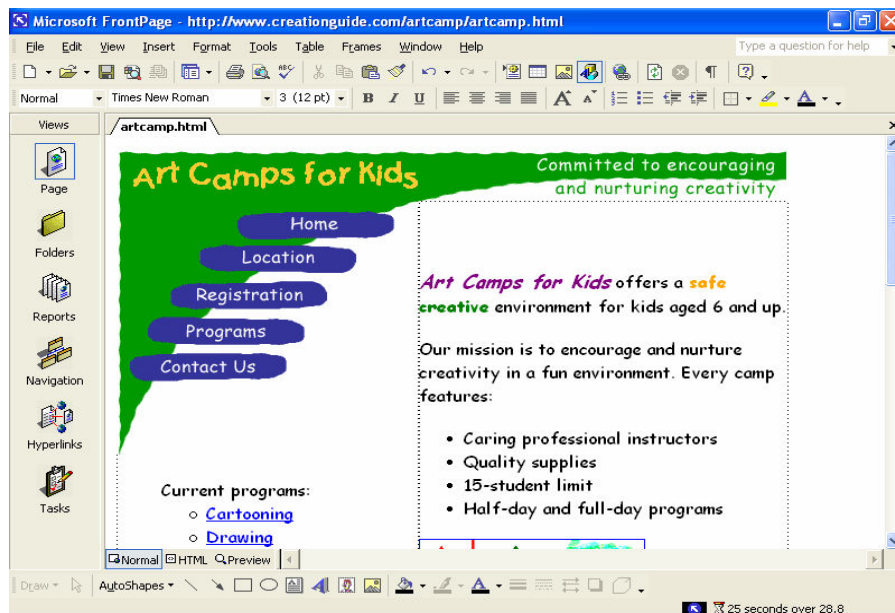 Microsoft FrontPage - http://www.creationguide.com/artcamp/artcamp.html
File Edit View Insert Format Tools Table Frames Window Help
Type a question for help
Normal Times New Roman 3 (12 pt) B I U A A A
Views
artcamp.html
Page
Folders
Reports
Navigation
Hyperlinks
Tasks
Art Camps for Kids
Committed to encouraging
and nurturing creativity
Home
Location
Registration
Programs
Contact Us
Current programs:
Cartooning
Drawing
Art Camps for Kids offers a safe
creative environment for kids aged 6 and up.
Our mission is to encourage and nurture
creativity in a fun environment. Every camp
features:
• Caring professional instructors
• Quality supplies
• 15-student limit
• Half-day and full-day programs
Normal HTML Preview
Draw AutoShapes A A
25 seconds over 28.8